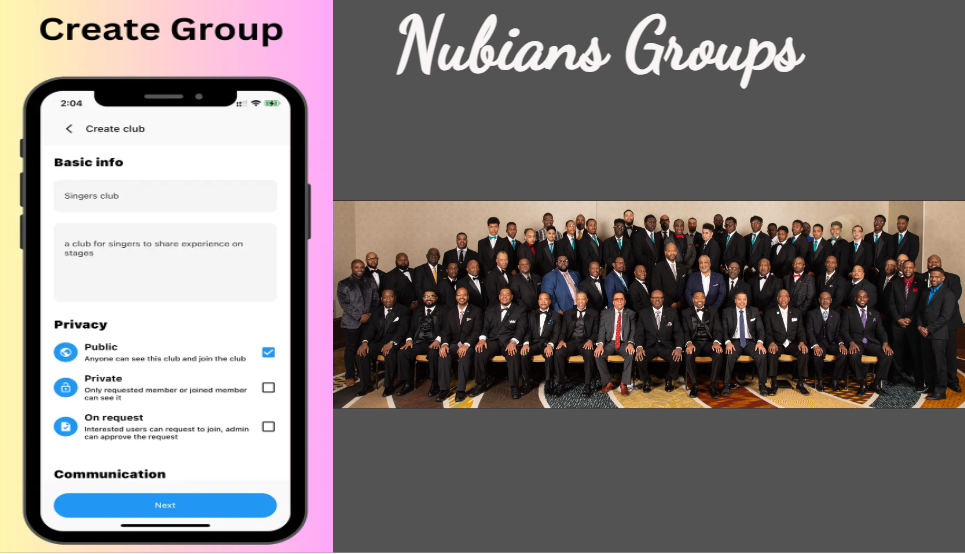 Create Group
Nubians Groups
2:04
Create club
Basic info
Singers club
a club for singers to share experience on
stages
Privacy
Public
Anyone can see this club and join the club
Private
Only requested member or joined member
can see it
On request
Interested users can request to join, admin
can approve the request
Communication
Next